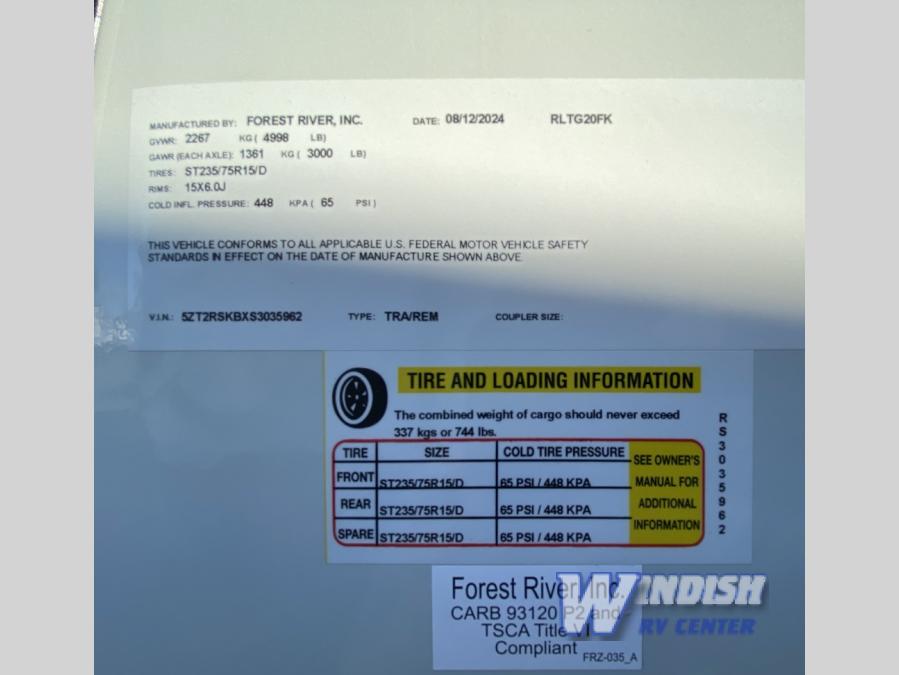 MANUFACTURED BY: FOREST RIVER, INC. DATE: 08/12/2024 RLTG20FK
GVWR: 2267 KG ( 4998 LB)
GAWR (EACH AXLE): 1361 KG ( 3000 LB)
TIRES: ST235/75R15/D
RIMS: 15X6.0J
COLD INFL. PRESSURE: 448 KPA ( 65 PSI )
THIS VEHICLE CONFORMS TO ALL APPLICABLE U.S. FEDERAL MOTOR VEHICLE SAFETY
STANDARDS IN EFFECT ON THE DATE OF MANUFACTURE SHOWN ABOVE.
V.I.N.: 5ZT2RSKBXS3035962 TYPE: TRA/REM COUPLER SIZE:
TIRE AND LOADING INFORMATION
The combined weight of cargo should never exceed
337 kgs or 744 lbs.
TIRE SIZE COLD TIRE PRESSURE SEE OWNER'S
FRONT ST235/75R15/D 65 PSI / 448 KPA MANUAL FOR
REAR ST235/75R15/D 65 PSI / 448 KPA ADDITIONAL
SPARE ST235/75R15/D 65 PSI / 448 KPA INFORMATION
RS3035962
Forest River, Inc.
CARB 93120 P2 and
TSCA Title VI
Compliant FRZ-035_A
WINDISH
RV CENTER